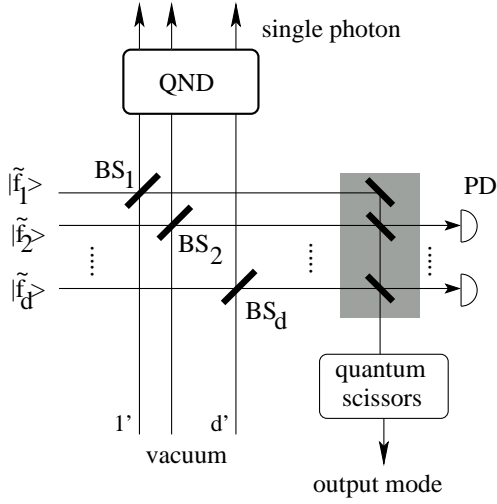 single photon
QND
|f̃₁>
BS₁
PD
|f̃₂>
BS₂
......
......
......
|f̃d>
BSd
quantum
scissors
1'
d'
vacuum
output mode